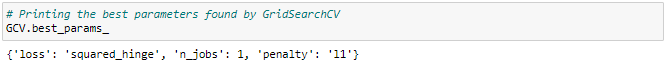 # Printing the best parameters found by GridSearchCV
GCV.best_params_
{'loss': 'squared_hinge', 'n_jobs': 1, 'penalty': 'l1'}